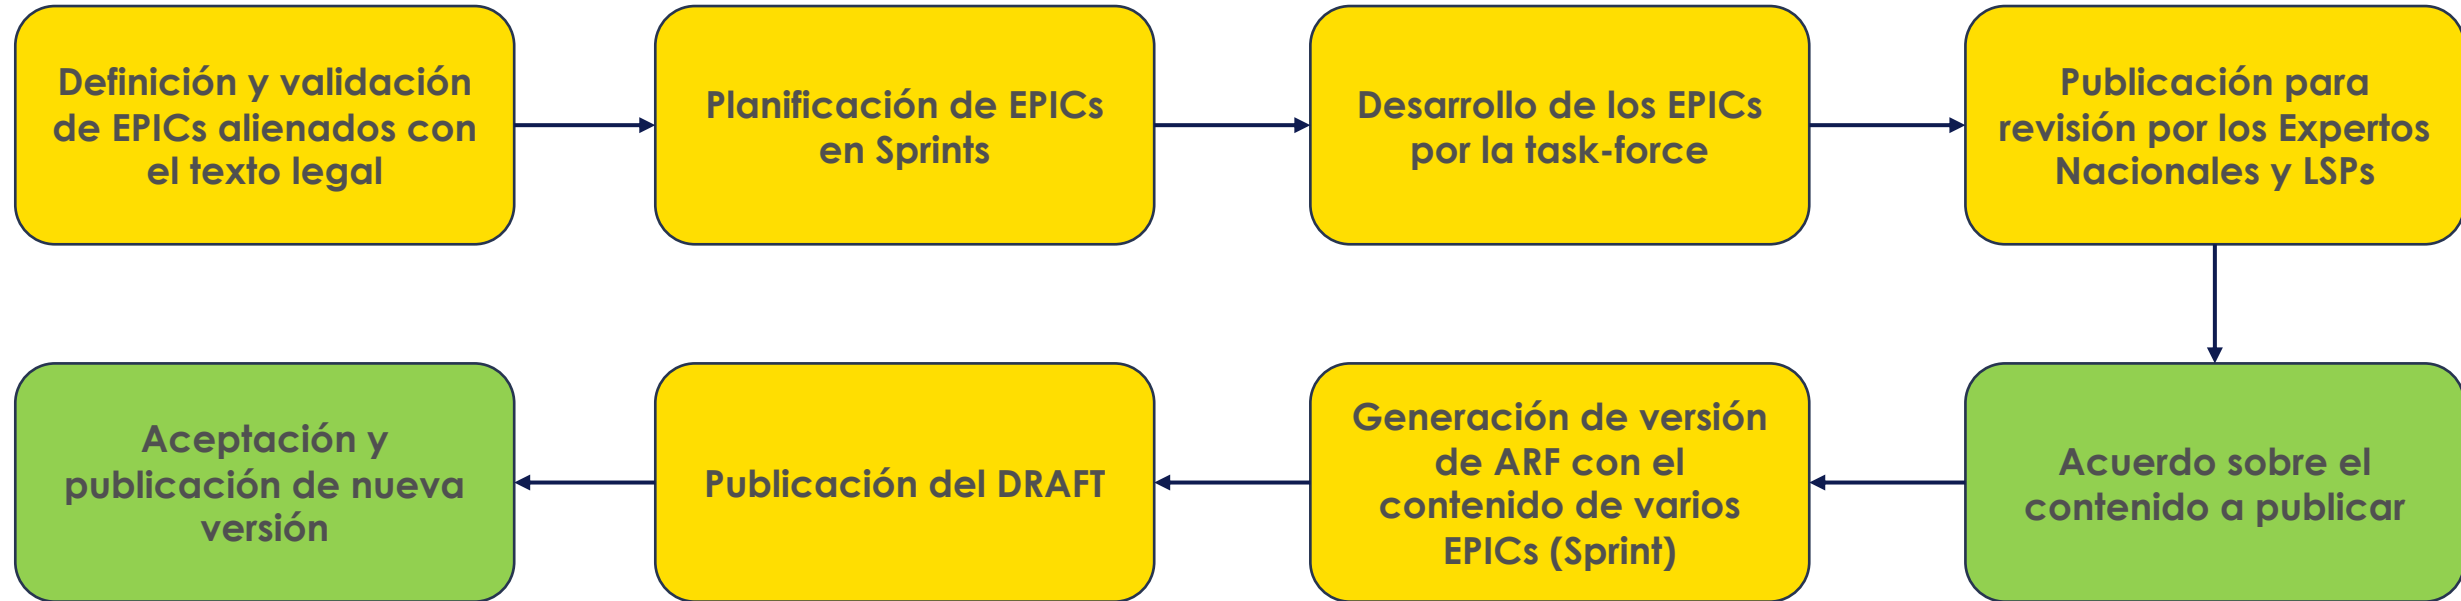 Definición y validación
de EPICs alienados con
el texto legal
Planificación de EPICs
en Sprints
Desarrollo de los EPICs
por la task-force
Publicación para
revisión por los Expertos
Nacionales y LSPs
Aceptación y
publicación de nueva
versión
Publicación del DRAFT
Generación de versión
de ARF con el
contenido de varios
EPICs (Sprint)
Acuerdo sobre el
contenido a publicar